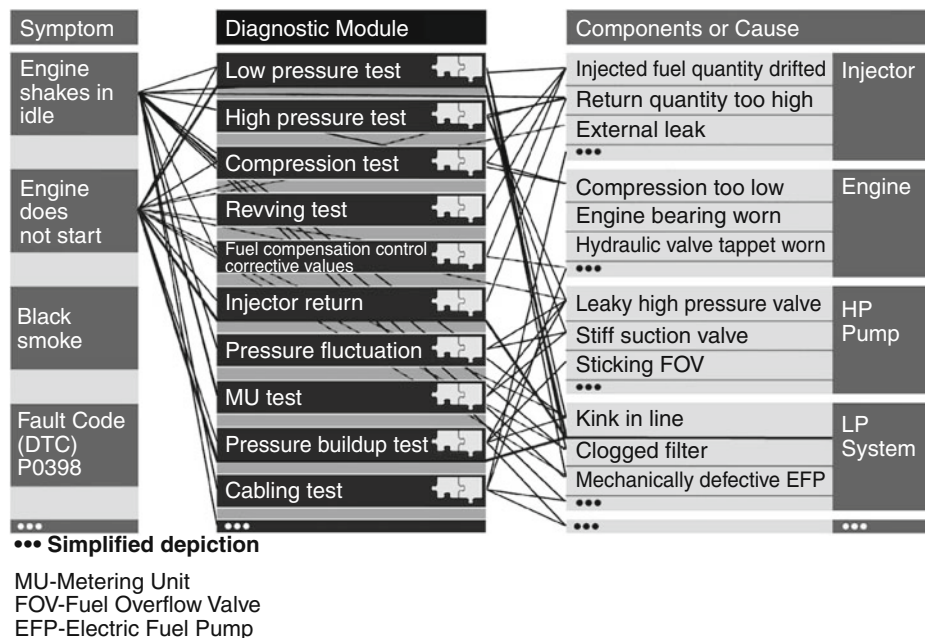 Symptom
Diagnostic Module
Components or Cause
Engine
shakes in
idle
Engine
does
not start
Black
smoke
Fault Code
(DTC)
P0398
•••
Low pressure test
High pressure test
Compression test
Revving test
Fuel compensation control
corrective values
Injector return
Pressure fluctuation
MU test
Pressure buildup test
Cabling test
•••
Injected fuel quantity drifted
Return quantity too high
External leak
•••
Injector
Compression too low
Engine bearing worn
Hydraulic valve tappet worn
•••
Engine
Leaky high pressure valve
Stiff suction valve
Sticking FOV
•••
HP
Pump
Kink in line
Clogged filter
Mechanically defective EFP
•••
LP
System
•••
•••
••• Simplified depiction
MU-Metering Unit
FOV-Fuel Overflow Valve
EFP-Electric Fuel Pump